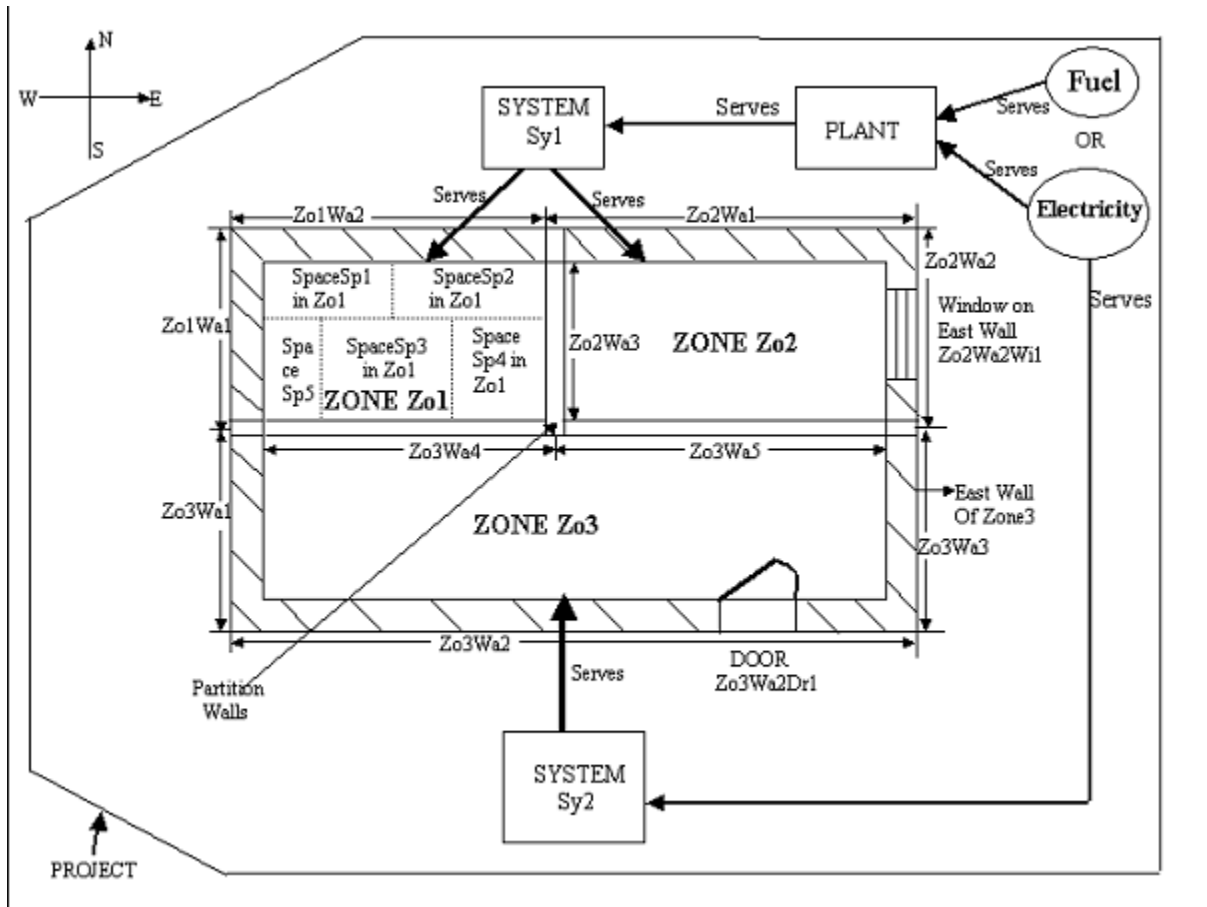 N
W
E
S
SYSTEM
Sy1
Serves
PLANT
Fuel
Serves
OR
Serves
Electricity
Serves
Serves
Serves
Zo1Wa2
Zo2Wa1
Zo2Wa2
Serves
SpaceSp1
in Zo1
SpaceSp2
in Zo1
Zo1Wa1
Spa
ce
Sp5
SpaceSp3
in Zo1
Space
Sp4 in
Zo1
ZONE Zo1
Zo2Wa3
ZONE Zo2
Window on
East Wall
Zo2Wa2Wi1
Zo3Wa4
Zo3Wa5
Zo3Wa1
ZONE Zo3
East Wall
Of Zone3
Zo3Wa3
Zo3Wa2
DOOR
Zo3Wa2Dr1
Partition
Walls
Serves
SYSTEM
Sy2
PROJECT